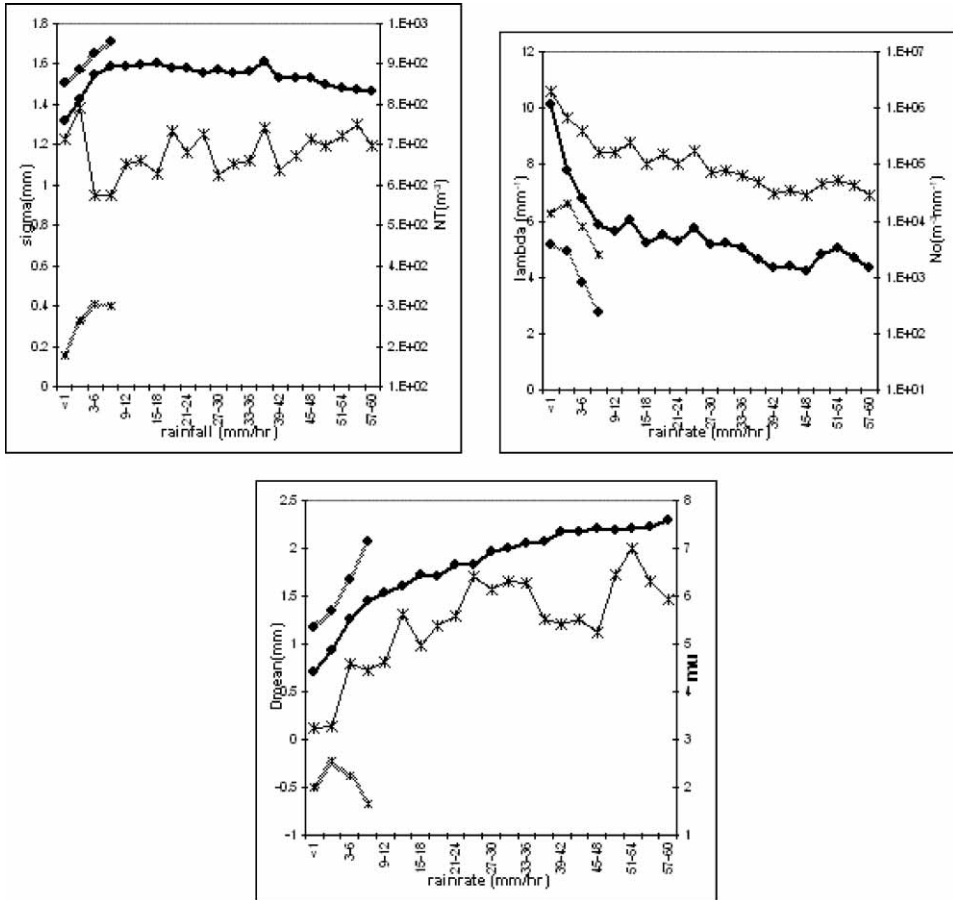 1.8
1.6
1.4
1.2
1
0.8
0.6
0.4
0.2
0
sigma(mm)
1.E+03
9.E+02
8.E+02
7.E+02
6.E+02
5.E+02
4.E+02
3.E+02
2.E+02
1.E+02
NT(m⁻³)
<1
3-6
9-12
15-18
21-24
27-30
33-36
39-42
45-48
51-54
57-60
rainfall (mm/hr)
12
10
8
6
4
2
0
lambda (mm⁻¹)
1.E+07
1.E+06
1.E+05
1.E+04
1.E+03
1.E+02
1.E+01
No(m⁻³mm⁻¹)
<1
3-6
9-12
15-18
21-24
27-30
33-36
39-42
45-48
51-54
57-60
rainrate (mm/hr)
2.5
2
1.5
1
0.5
0
-0.5
-1
Dmean(mm)
8
7
6
5
4
3
2
1
mu
<1
3-6
9-12
15-18
21-24
27-30
33-36
39-42
45-48
51-54
57-60
rainrate (mm/hr)